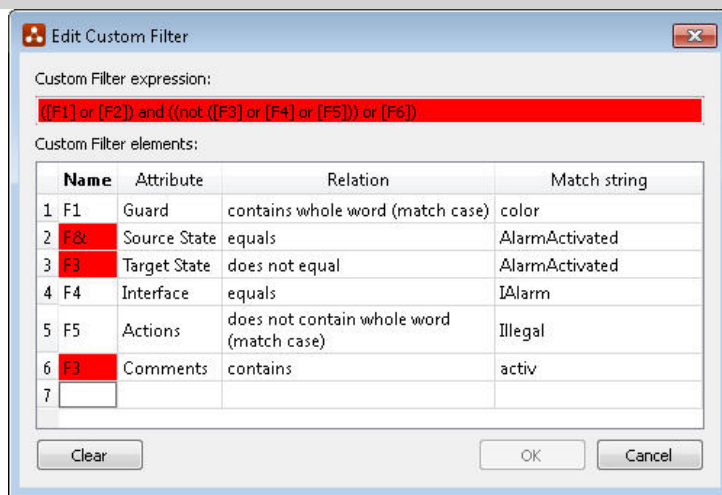 Edit Custom Filter
Custom Filter expression:
([F1] or [F2]) and ((not ([F3] or [F4] or [F5])) or [F6])
Custom Filter elements:
Name Attribute Relation Match string
1 F1 Guard contains whole word (match case) color
2 F& Source State equals AlarmActivated
3 F3 Target State does not equal AlarmActivated
4 F4 Interface equals IAlarm
5 F5 Actions does not contain whole word
(match case) Illegal
6 F3 Comments contains activ
7
Clear OK Cancel